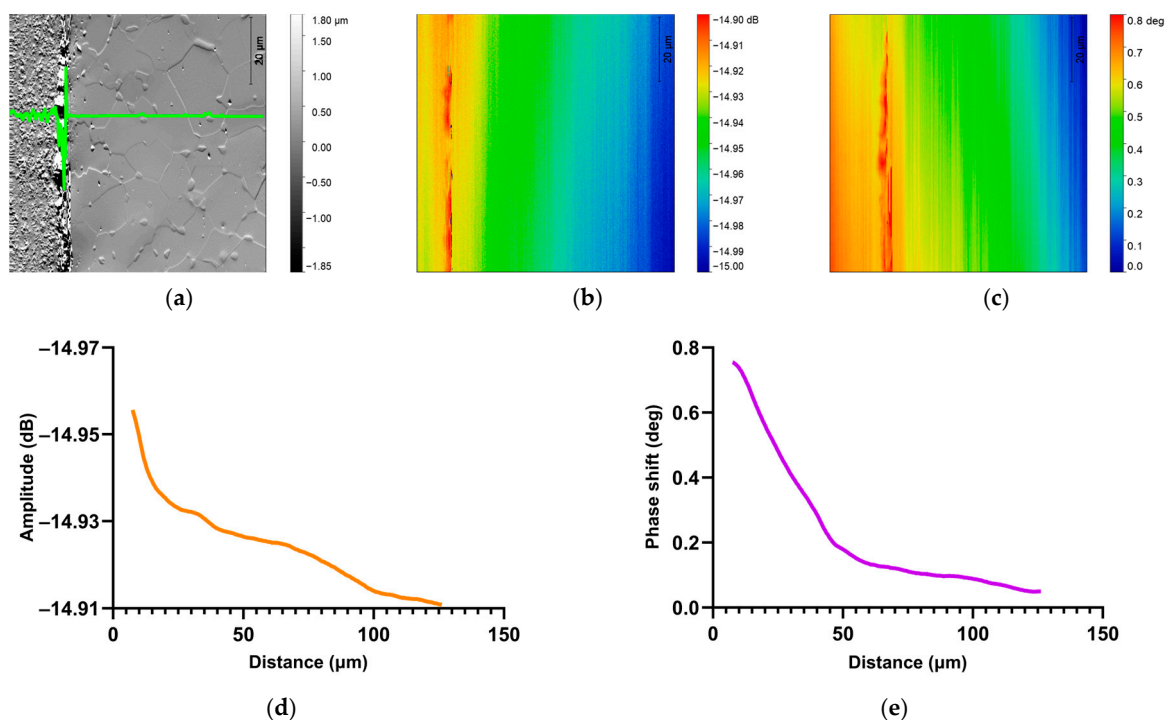 1.80 µm
1.50
1.00
0.50
0.00
−0.50
−1.00
−1.85
20 µm
(a)
−14.90 dB
−14.91
−14.92
−14.93
−14.94
−14.95
−14.96
−14.98
−14.99
−15.00
20 µm
(b)
0.8 deg
0.7
0.6
0.5
0.4
0.3
0.2
0.1
0.0
20 µm
(c)
Amplitude (dB)
−14.97
−14.95
−14.93
−14.91
0 50 100 150
Distance (µm)
(d)
Phase shift (deg)
0.8
0.6
0.4
0.2
0.0
0 50 100 150
Distance (µm)
(e)